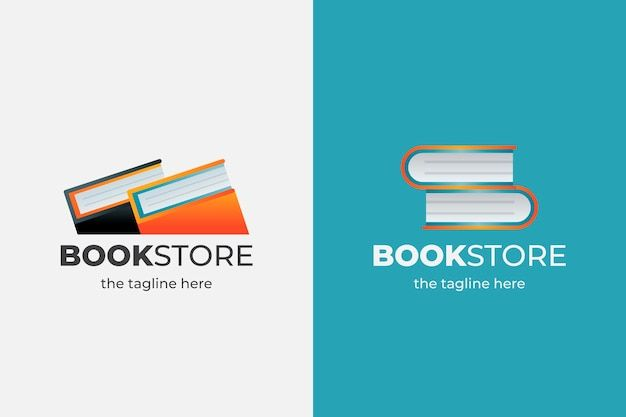 BOOKSTORE
the tagline here
BOOKSTORE
the tagline here